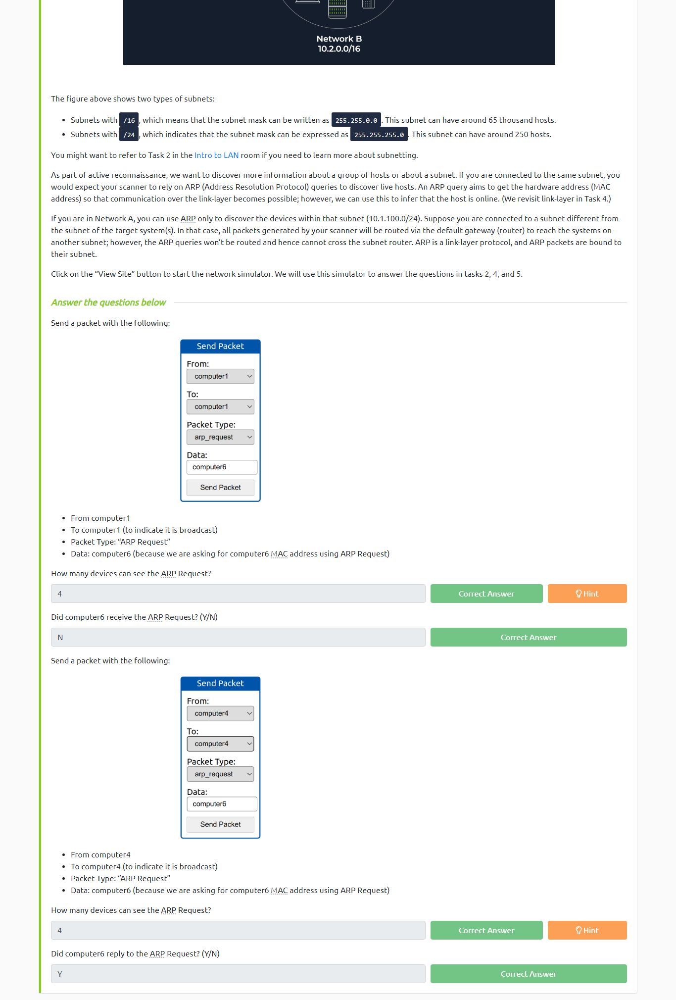 Network B
10.2.0.0/16
The figure above shows two types of subnets:
• Subnets with /16 , which means that the subnet mask can be written as 255.255.0.0 . This subnet can have around 65 thousand hosts.
• Subnets with /24 , which indicates that the subnet mask can be expressed as 255.255.255.0 . This subnet can have around 250 hosts.
You might want to refer to Task 2 in the Intro to LAN room if you need to learn more about subnetting.
As part of active reconnaissance, we want to discover more information about a group of hosts or about a subnet. If you are connected to the same subnet, you
would expect your scanner to rely on ARP (Address Resolution Protocol) queries to discover live hosts. An ARP query aims to get the hardware address (MAC
address) so that communication over the link-layer becomes possible; however, we can use this to infer that the host is online. (We revisit link-layer in Task 4.)
If you are in Network A, you can use ARP only to discover the devices within that subnet (10.1.100.0/24). Suppose you are connected to a subnet different from
the subnet of the target system(s). In that case, all packets generated by your scanner will be routed via the default gateway (router) to reach the systems on
another subnet; however, the ARP queries won’t be routed and hence cannot cross the subnet router. ARP is a link-layer protocol, and ARP packets are bound to
their subnet.
Click on the “View Site” button to start the network simulator. We will use this simulator to answer the questions in tasks 2, 4, and 5.
Answer the questions below
Send a packet with the following:
Send Packet
From:
computer1
To:
computer1
Packet Type:
arp_request
Data:
computer6
Send Packet
• From computer1
• To computer1 (to indicate it is broadcast)
• Packet Type: “ARP Request”
• Data: computer6 (because we are asking for computer6 MAC address using ARP Request)
How many devices can see the ARP Request?
4 Correct Answer Hint
Did computer6 receive the ARP Request? (Y/N)
N Correct Answer
Send a packet with the following:
Send Packet
From:
computer4
To:
computer4
Packet Type:
arp_request
Data:
computer6
Send Packet
• From computer4
• To computer4 (to indicate it is broadcast)
• Packet Type: “ARP Request”
• Data: computer6 (because we are asking for computer6 MAC address using ARP Request)
How many devices can see the ARP Request?
4 Correct Answer Hint
Did computer6 reply to the ARP Request? (Y/N)
Y Correct Answer